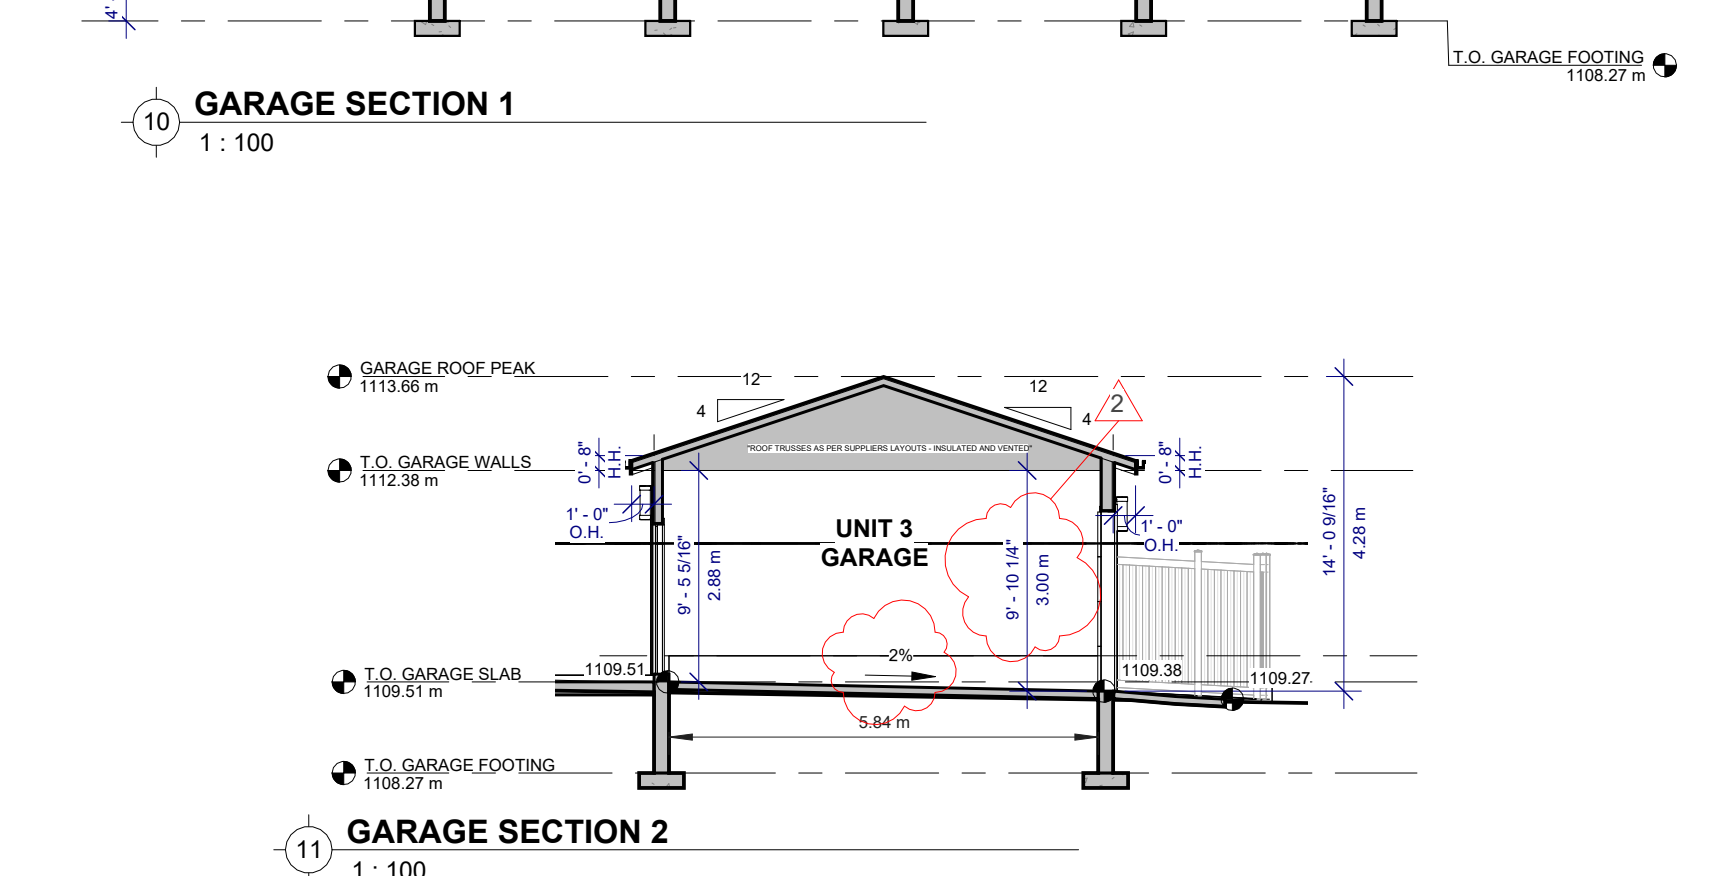 4'
T.O. GARAGE FOOTING
1108.27 m
10
GARAGE SECTION 1
1 : 100
GARAGE ROOF PEAK
1113.66 m
12
4
12
4
2
"ROOF TRUSSES AS PER SUPPLIERS LAYOUTS - INSULATED AND VENTED"
T.O. GARAGE WALLS
1112.38 m
0' - 8"
H.H.
0' - 8"
H.H.
1' - 0"
O.H.
1' - 0"
O.H.
UNIT 3
GARAGE
9' - 5 5/16"
2.88 m
9' - 10 1/4"
3.00 m
14' - 0 9/16"
4.28 m
2%
T.O. GARAGE SLAB
1109.51 m
1109.51
1109.38
1109.27
5.84 m
T.O. GARAGE FOOTING
1108.27 m
11
GARAGE SECTION 2
1 : 100